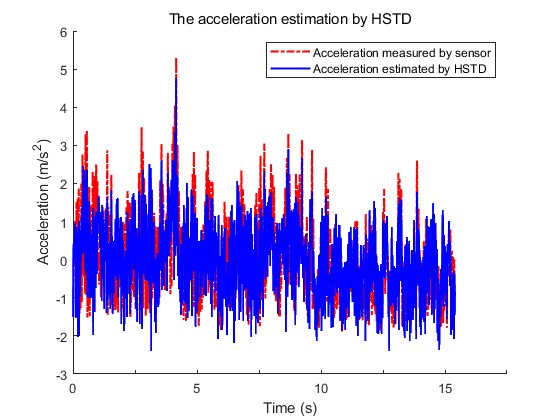 The acceleration estimation by HSTD
Acceleration measured by sensor
Acceleration estimated by HSTD
Acceleration (m/s²)
6
5
4
3
2
1
0
-1
-2
-3
0
5
10
15
Time (s)